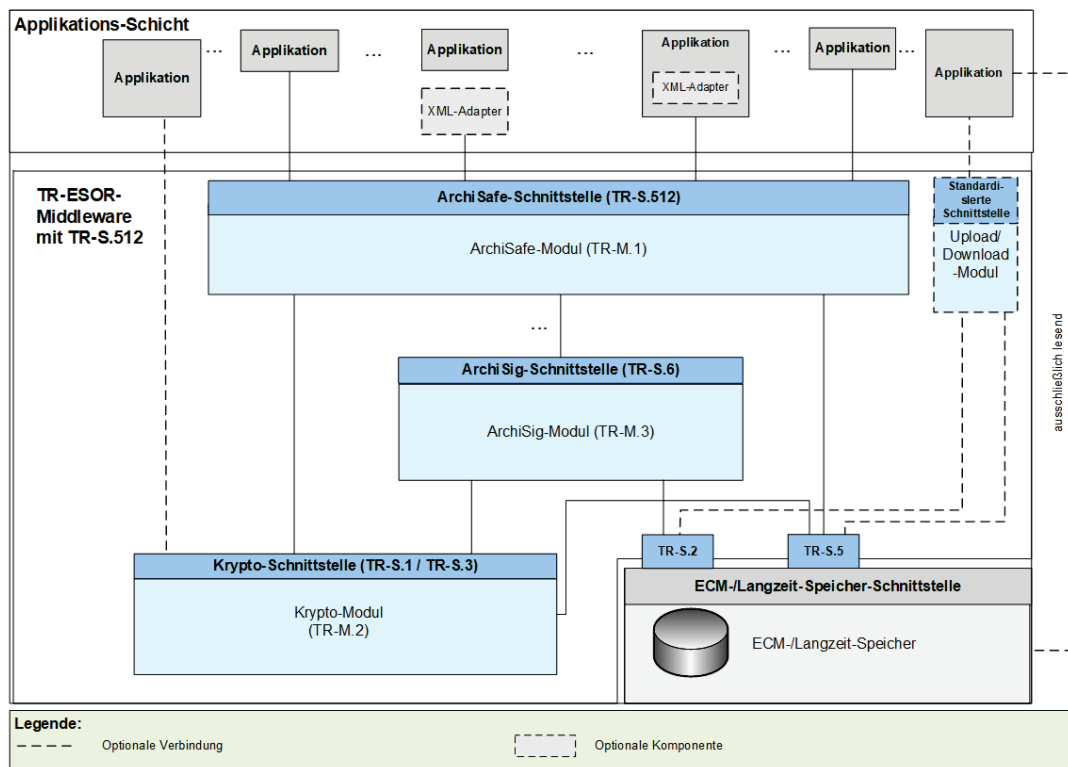 Applikations-Schicht
Applikation
...
Applikation
...
Applikation
...
Applikation
...
Applikation
...
Applikation
XML-Adapter
XML-Adapter
TR-ESOR-
Middleware
mit TR-S.512
ArchiSafe-Schnittstelle (TR-S.512)
ArchiSafe-Modul (TR-M.1)
Standardi-
sierte
Schnittstelle
Upload/
Download
-Modul
...
ArchiSig-Schnittstelle (TR-S.6)
ArchiSig-Modul (TR-M.3)
ausschließlich lesend
Krypto-Schnittstelle (TR-S.1 / TR-S.3)
Krypto-Modul
(TR-M.2)
TR-S.2
TR-S.5
ECM-/Langzeit-Speicher-Schnittstelle
ECM-/Langzeit-Speicher
Legende:
Optionale Verbindung
Optionale Komponente